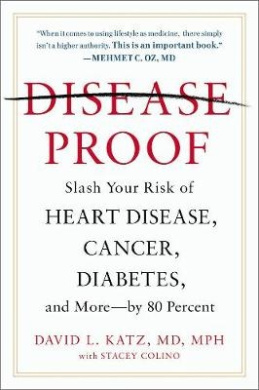 "When it comes to using lifestyle as medicine, there simply
isn't a higher authority. This is an important book."
—MEHMET C. OZ, MD
DISEASE
PROOF
Slash Your Risk of
HEART DISEASE,
CANCER,
DIABETES,
and More—by 80 Percent
DAVID L. KATZ, MD, MPH
with STACEY COLINO